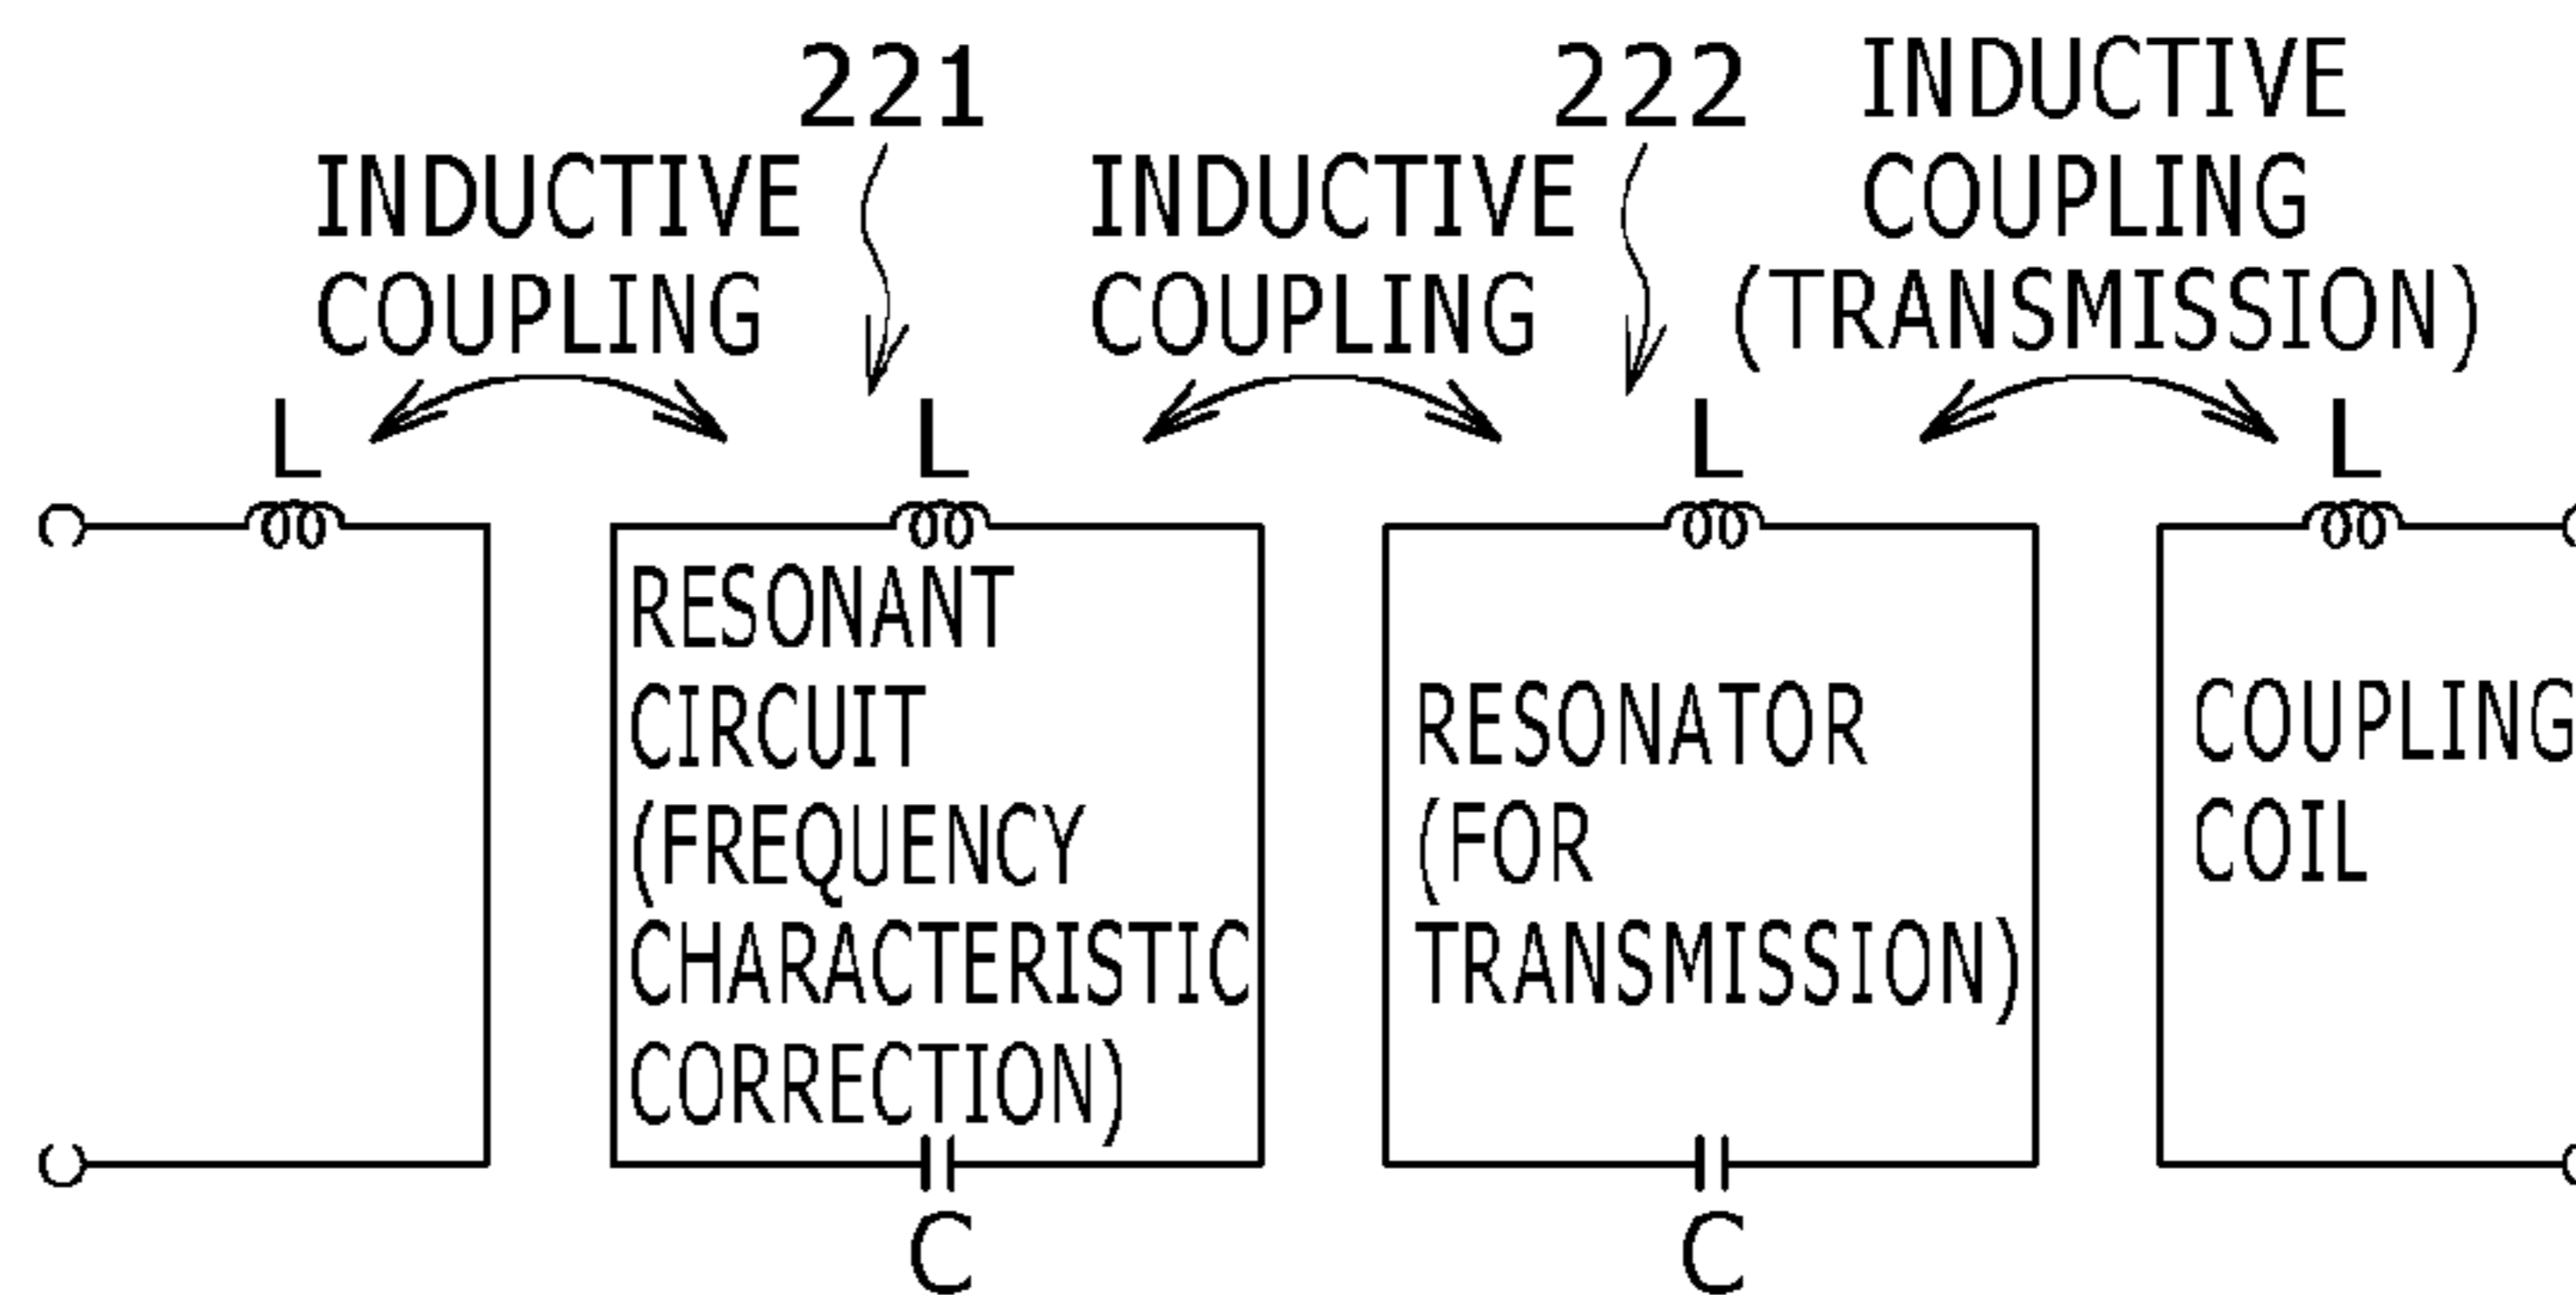 221
INDUCTIVE
COUPLING
INDUCTIVE
COUPLING
222
INDUCTIVE
COUPLING
(TRANSMISSION)
L
L
L
L
RESONANT
CIRCUIT
(FREQUENCY
CHARACTERISTIC
CORRECTION)
RESONATOR
(FOR
TRANSMISSION)
COUPLING
COIL
C
C